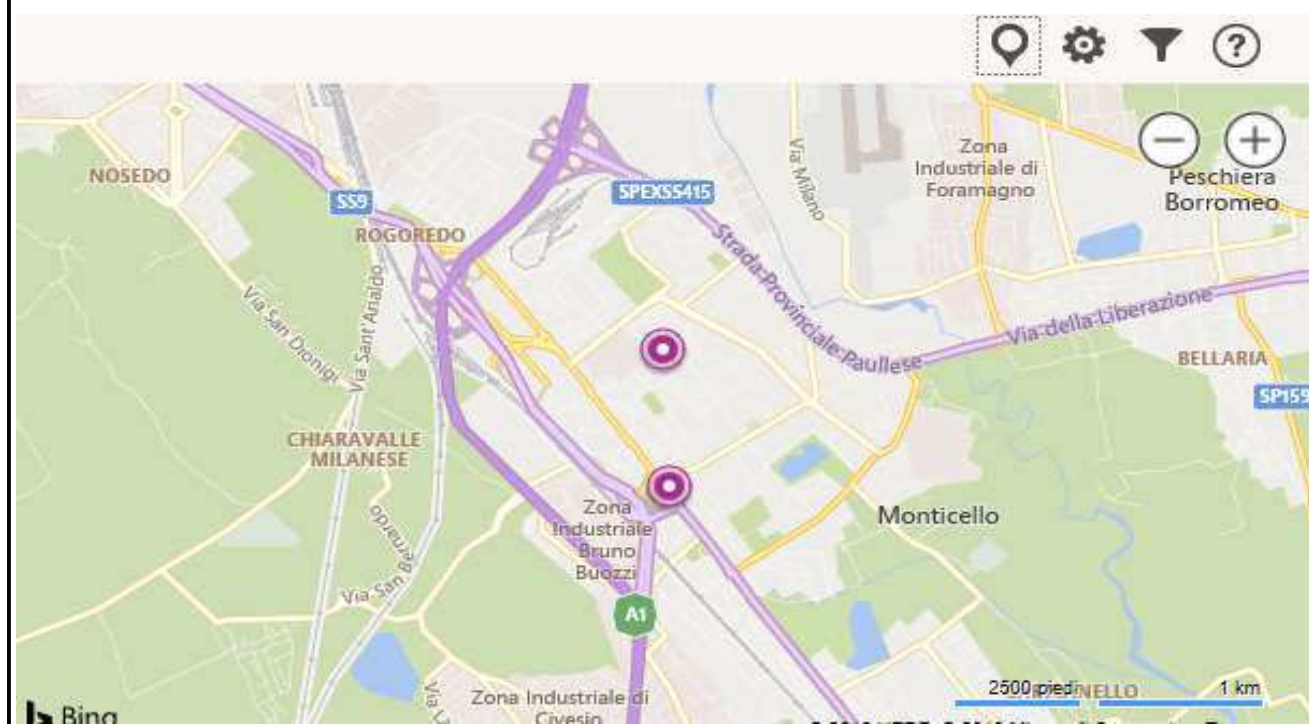 ?
NOSEDO
SS9
ROGOREDO
SPEXSS415
Via Milano
Zona
Industriale di
Foramagno
Peschiera
Borromeo
Strada Provinciale Paullese
Via della Liberazione
BELLARIA
SP159
Via San Dionigi
Via Sant'Analdo
CHIARAVALLE
MILANESE
Via San Bernardo
Zona
Industriale
Bruno
Buozzi
Monticello
A1
Zona Industriale di
Civesio
2500 piedi
1 km
Bing